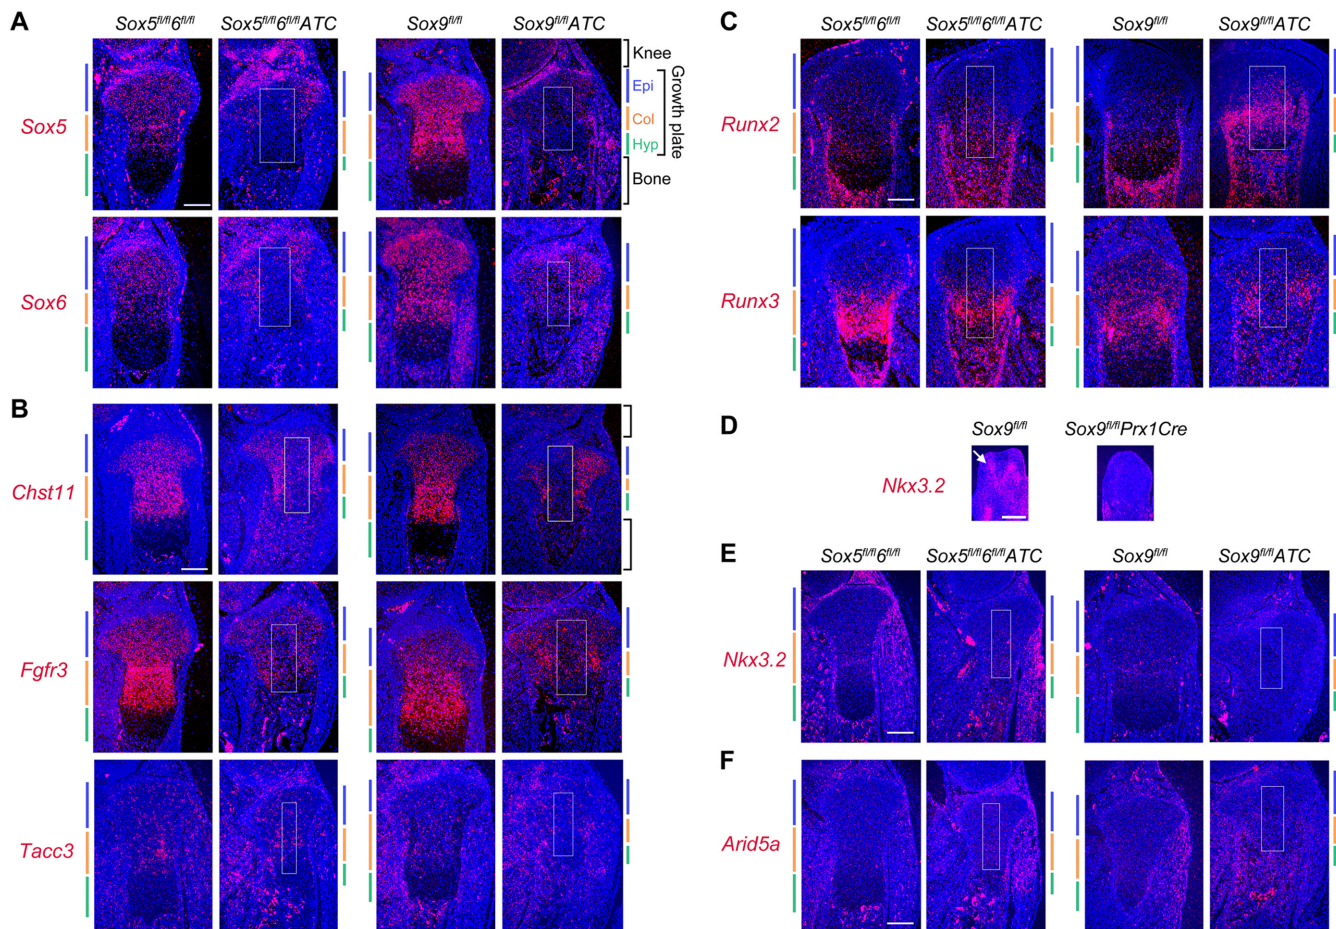 A
Sox5fl/fl6fl/fl
Sox5fl/fl6fl/flATC
Sox9fl/fl
Sox9fl/flATC
Knee
Epi
Col
Hyp
Growth plate
Bone
Sox5
Sox6
B
Chst11
Fgfr3
Tacc3
C
Sox5fl/fl6fl/fl
Sox5fl/fl6fl/flATC
Sox9fl/fl
Sox9fl/flATC
Runx2
Runx3
D
Sox9fl/fl
Sox9fl/flPrx1Cre
Nkx3.2
E
Sox5fl/fl6fl/fl
Sox5fl/fl6fl/flATC
Sox9fl/fl
Sox9fl/flATC
Nkx3.2
F
Arid5a